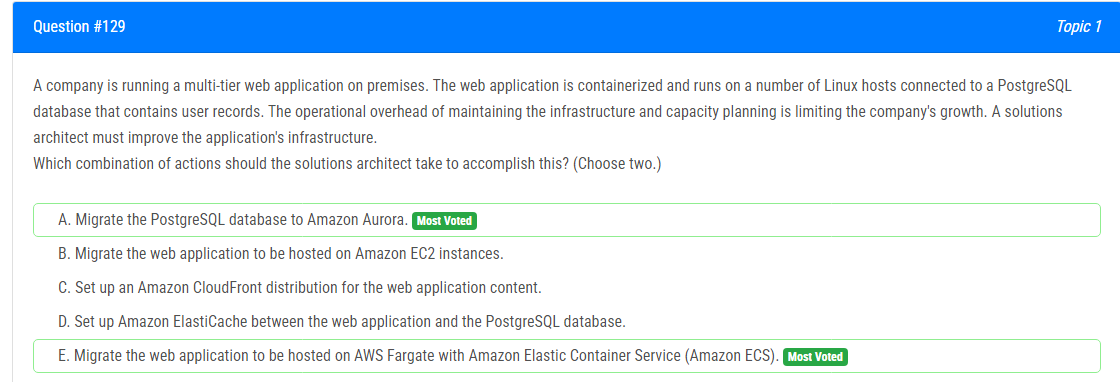 Question #129
Topic 1
A company is running a multi-tier web application on premises. The web application is containerized and runs on a number of Linux hosts connected to a PostgreSQL
database that contains user records. The operational overhead of maintaining the infrastructure and capacity planning is limiting the company's growth. A solutions
architect must improve the application's infrastructure.
Which combination of actions should the solutions architect take to accomplish this? (Choose two.)
A. Migrate the PostgreSQL database to Amazon Aurora. Most Voted
B. Migrate the web application to be hosted on Amazon EC2 instances.
C. Set up an Amazon CloudFront distribution for the web application content.
D. Set up Amazon ElastiCache between the web application and the PostgreSQL database.
E. Migrate the web application to be hosted on AWS Fargate with Amazon Elastic Container Service (Amazon ECS). Most Voted